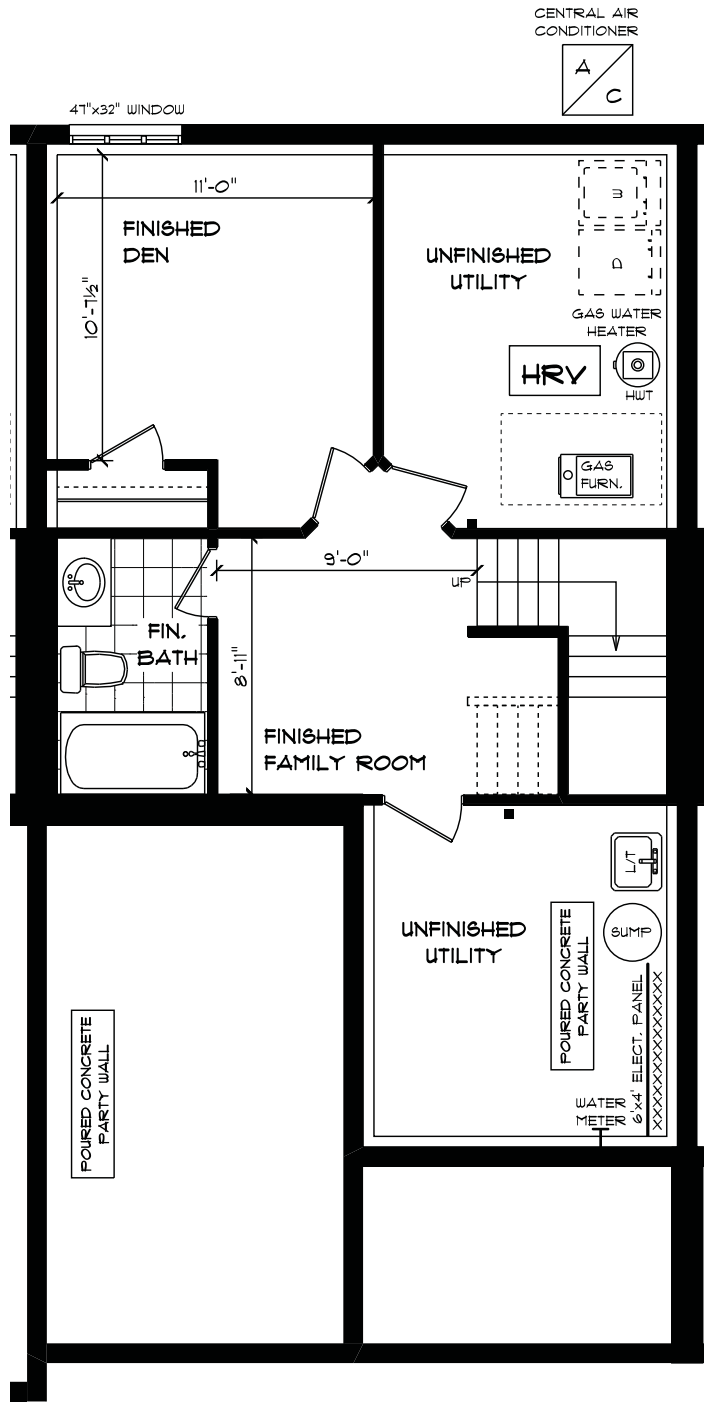 CENTRAL AIR
CONDITIONER
A
C
47"x32" WINDOW
11'-0"
FINISHED
DEN
10'-7½"
UNFINISHED
UTILITY
W
D
GAS WATER
HEATER
HRV
HWT
GAS
FURN.
9'-0"
UP
FIN.
BATH
8'-11"
FINISHED
FAMILY ROOM
L/T
UNFINISHED
UTILITY
SUMP
POURED CONCRETE
PARTY WALL
6'x4' ELECT. PANEL
XXXXXXXXXXXXXXXX
WATER
METER
POURED CONCRETE
PARTY WALL